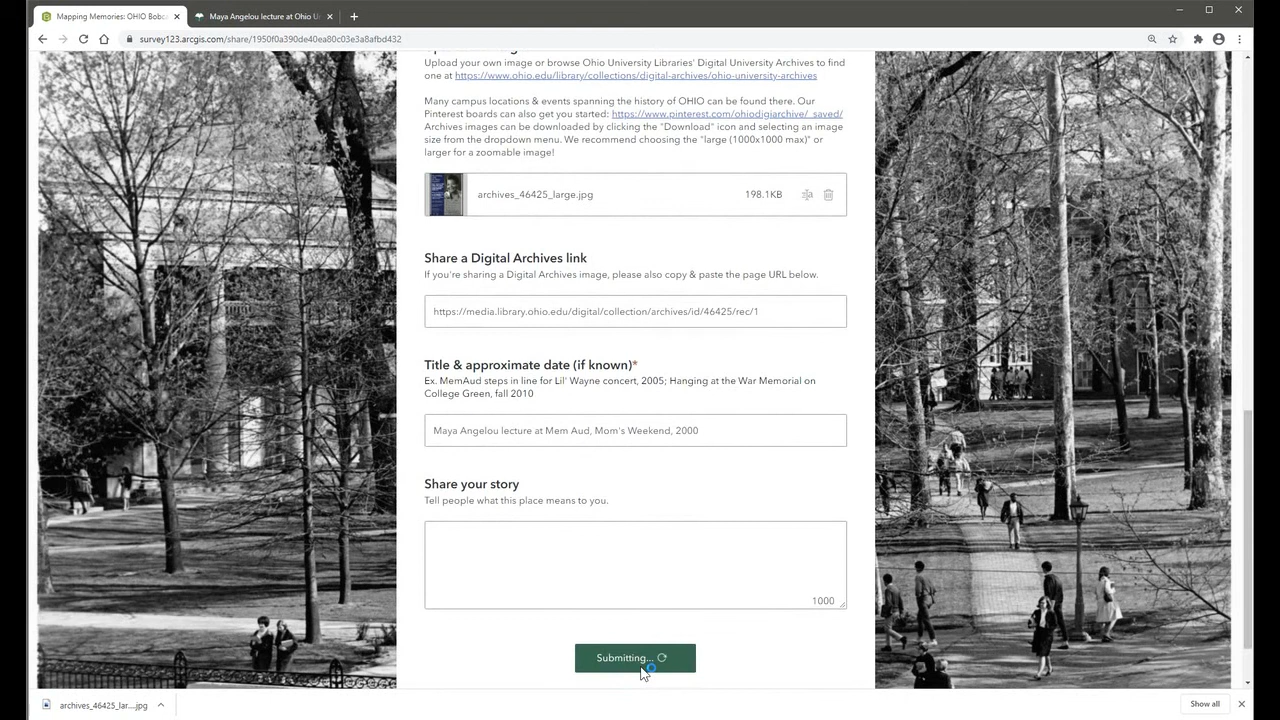 Mapping Memories: OHIO Bobca
Maya Angelou lecture at Ohio U
survey123.arcgis.com/share/1950f0a390de40ea80c03e3a8afbd432
Upload your own image or browse Ohio University Libraries' Digital University Archives to find
one at https://www.ohio.edu/library/collections/digital-archives/ohio-university-archives
Many campus locations & events spanning the history of OHIO can be found there. Our
Pinterest boards can also get you started: https://www.pinterest.com/ohiodigiarchive/_saved/
Archives images can be downloaded by clicking the "Download" icon and selecting an image
size from the dropdown menu. We recommend choosing the "large (1000x1000 max)" or
larger for a zoomable image!
archives_46425_large.jpg 198.1KB
Share a Digital Archives link
If you're sharing a Digital Archives image, please also copy & paste the page URL below.
https://media.library.ohio.edu/digital/collection/archives/id/46425/rec/1
Title & approximate date (if known)*
Ex. MemAud steps in line for Lil' Wayne concert, 2005; Hanging at the War Memorial on
College Green, fall 2010
Maya Angelou lecture at Mem Aud, Mom's Weekend, 2000
Share your story
Tell people what this place means to you.
1000
Submitting...
archives_46425_lar....jpg
Show all